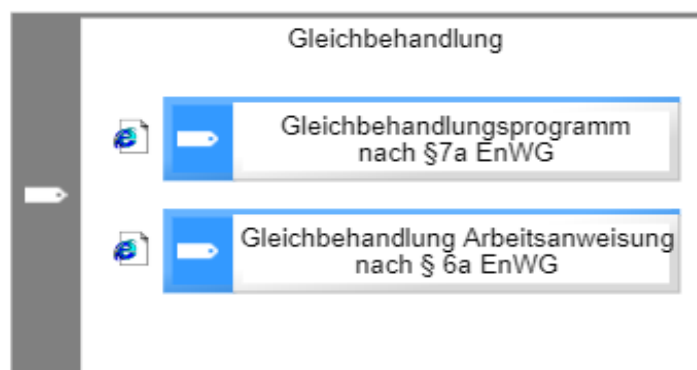 Gleichbehandlung
Gleichbehandlungsprogramm
nach §7a EnWG
Gleichbehandlung Arbeitsanweisung
nach § 6a EnWG